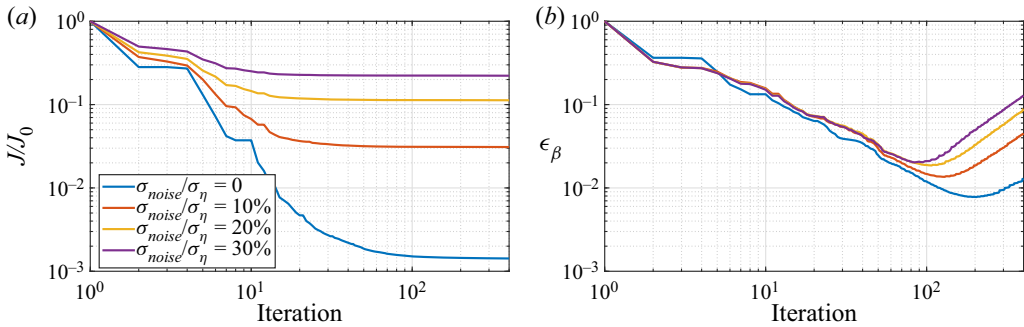 (a)
10^0
10^-1
10^-2
10^-3
J/J_0
σ_noise/σ_η = 0
σ_noise/σ_η = 10%
σ_noise/σ_η = 20%
σ_noise/σ_η = 30%
10^0 10^1 10^2
Iteration
(b)
10^0
10^-1
10^-2
10^-3
ϵ_β
10^0 10^1 10^2
Iteration